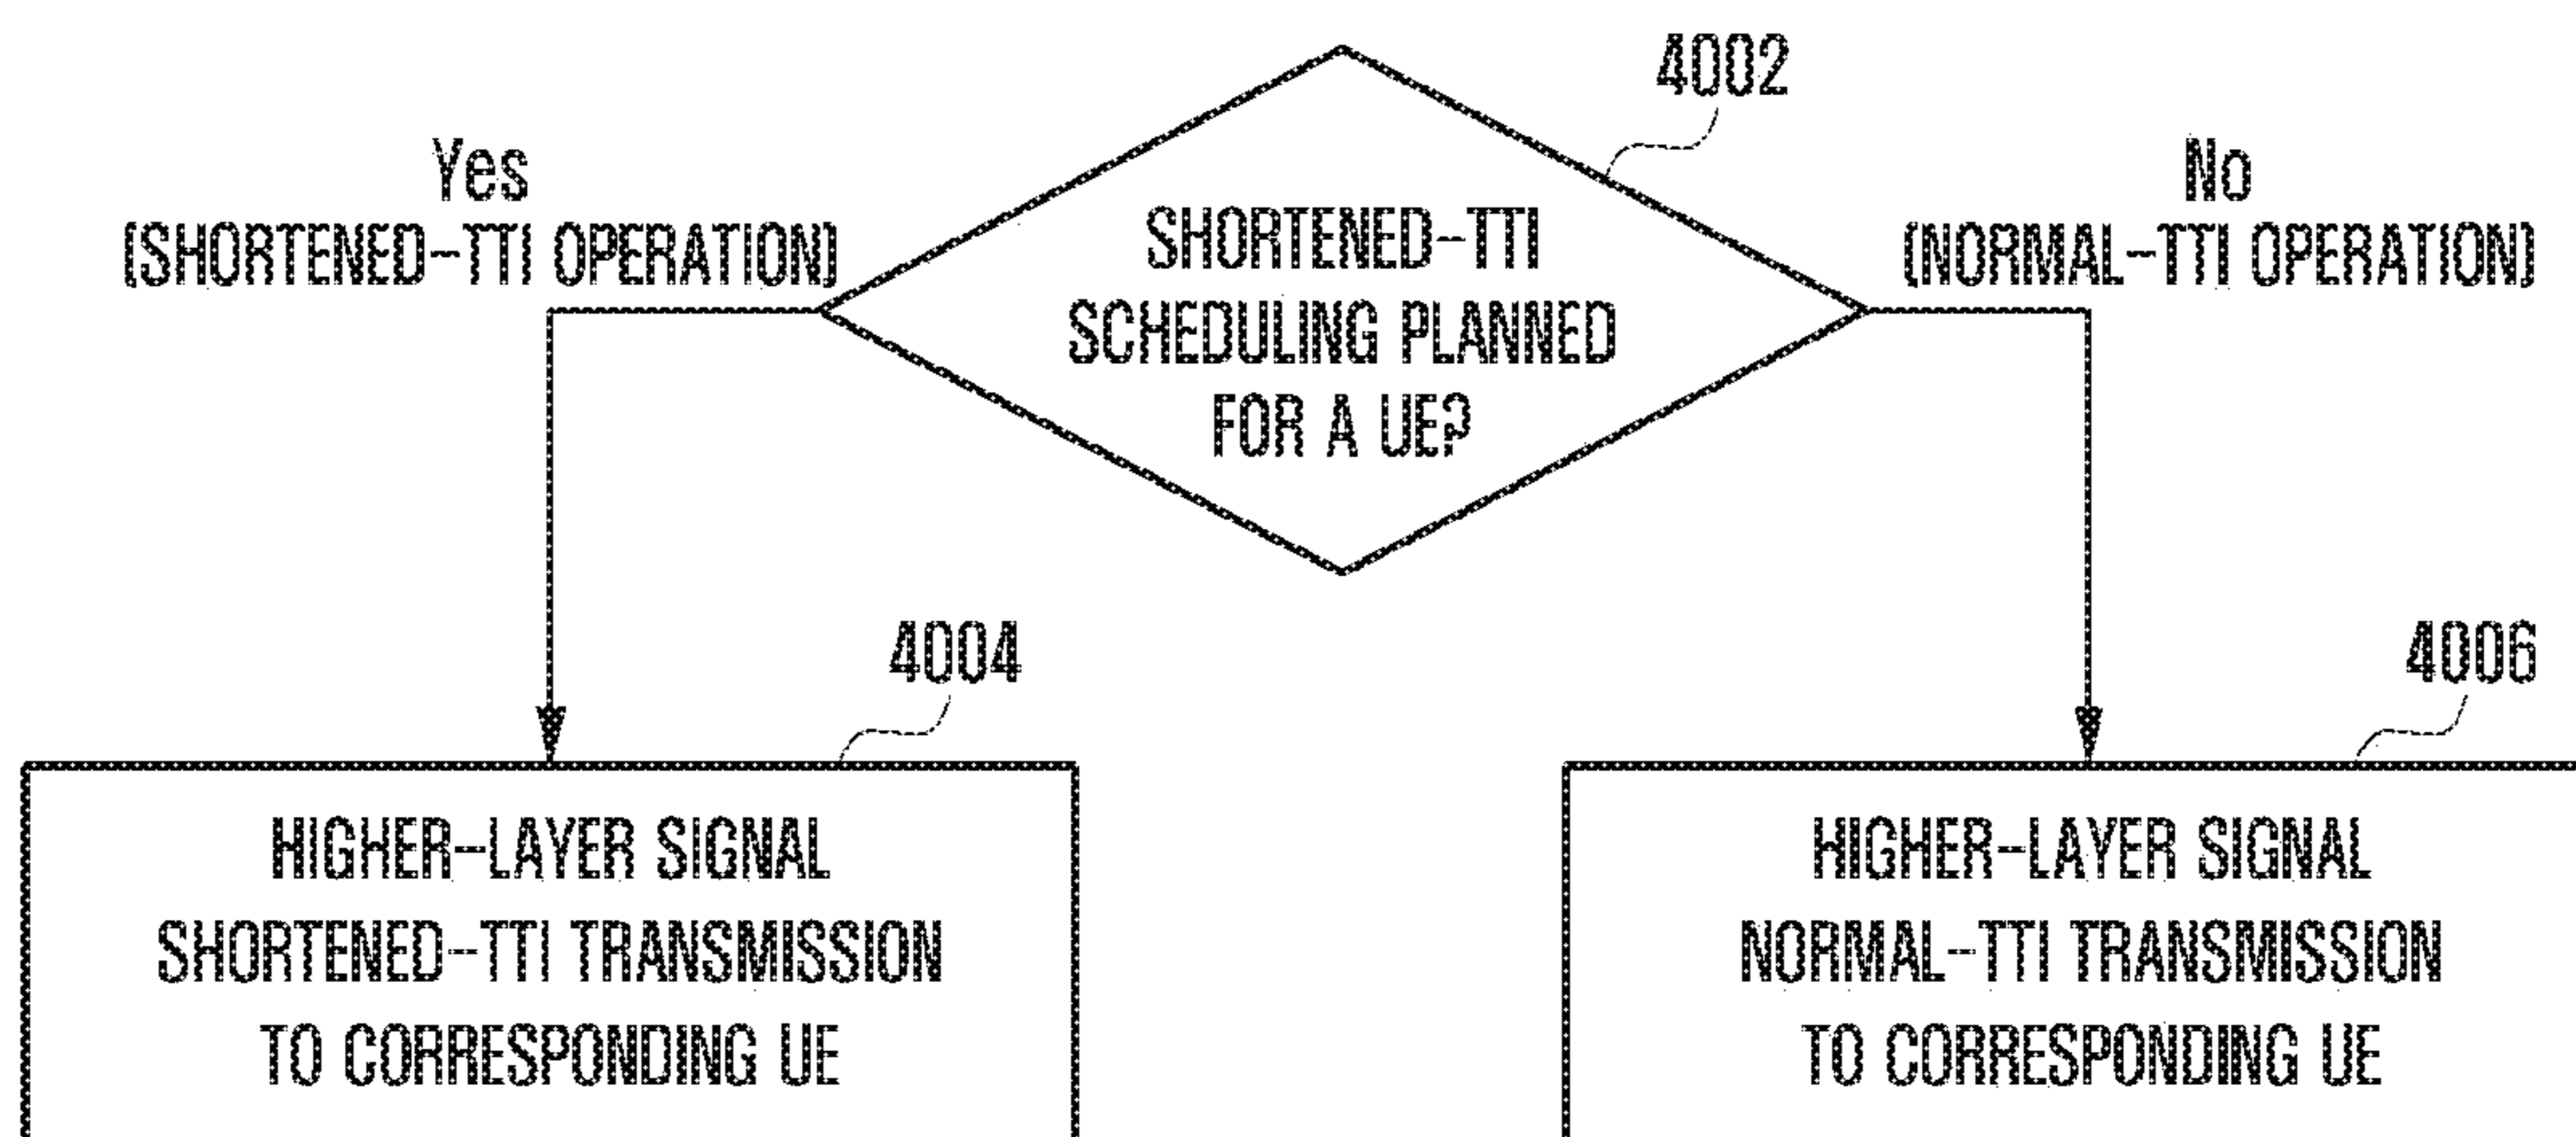 4002
Yes
(SHORTENED-TTI OPERATION)
SHORTENED-TTI
SCHEDULING PLANNED
FOR A UE?
No
(NORMAL-TTI OPERATION)
4004
HIGHER-LAYER SIGNAL
SHORTENED-TTI TRANSMISSION
TO CORRESPONDING UE
4006
HIGHER-LAYER SIGNAL
NORMAL-TTI TRANSMISSION
TO CORRESPONDING UE